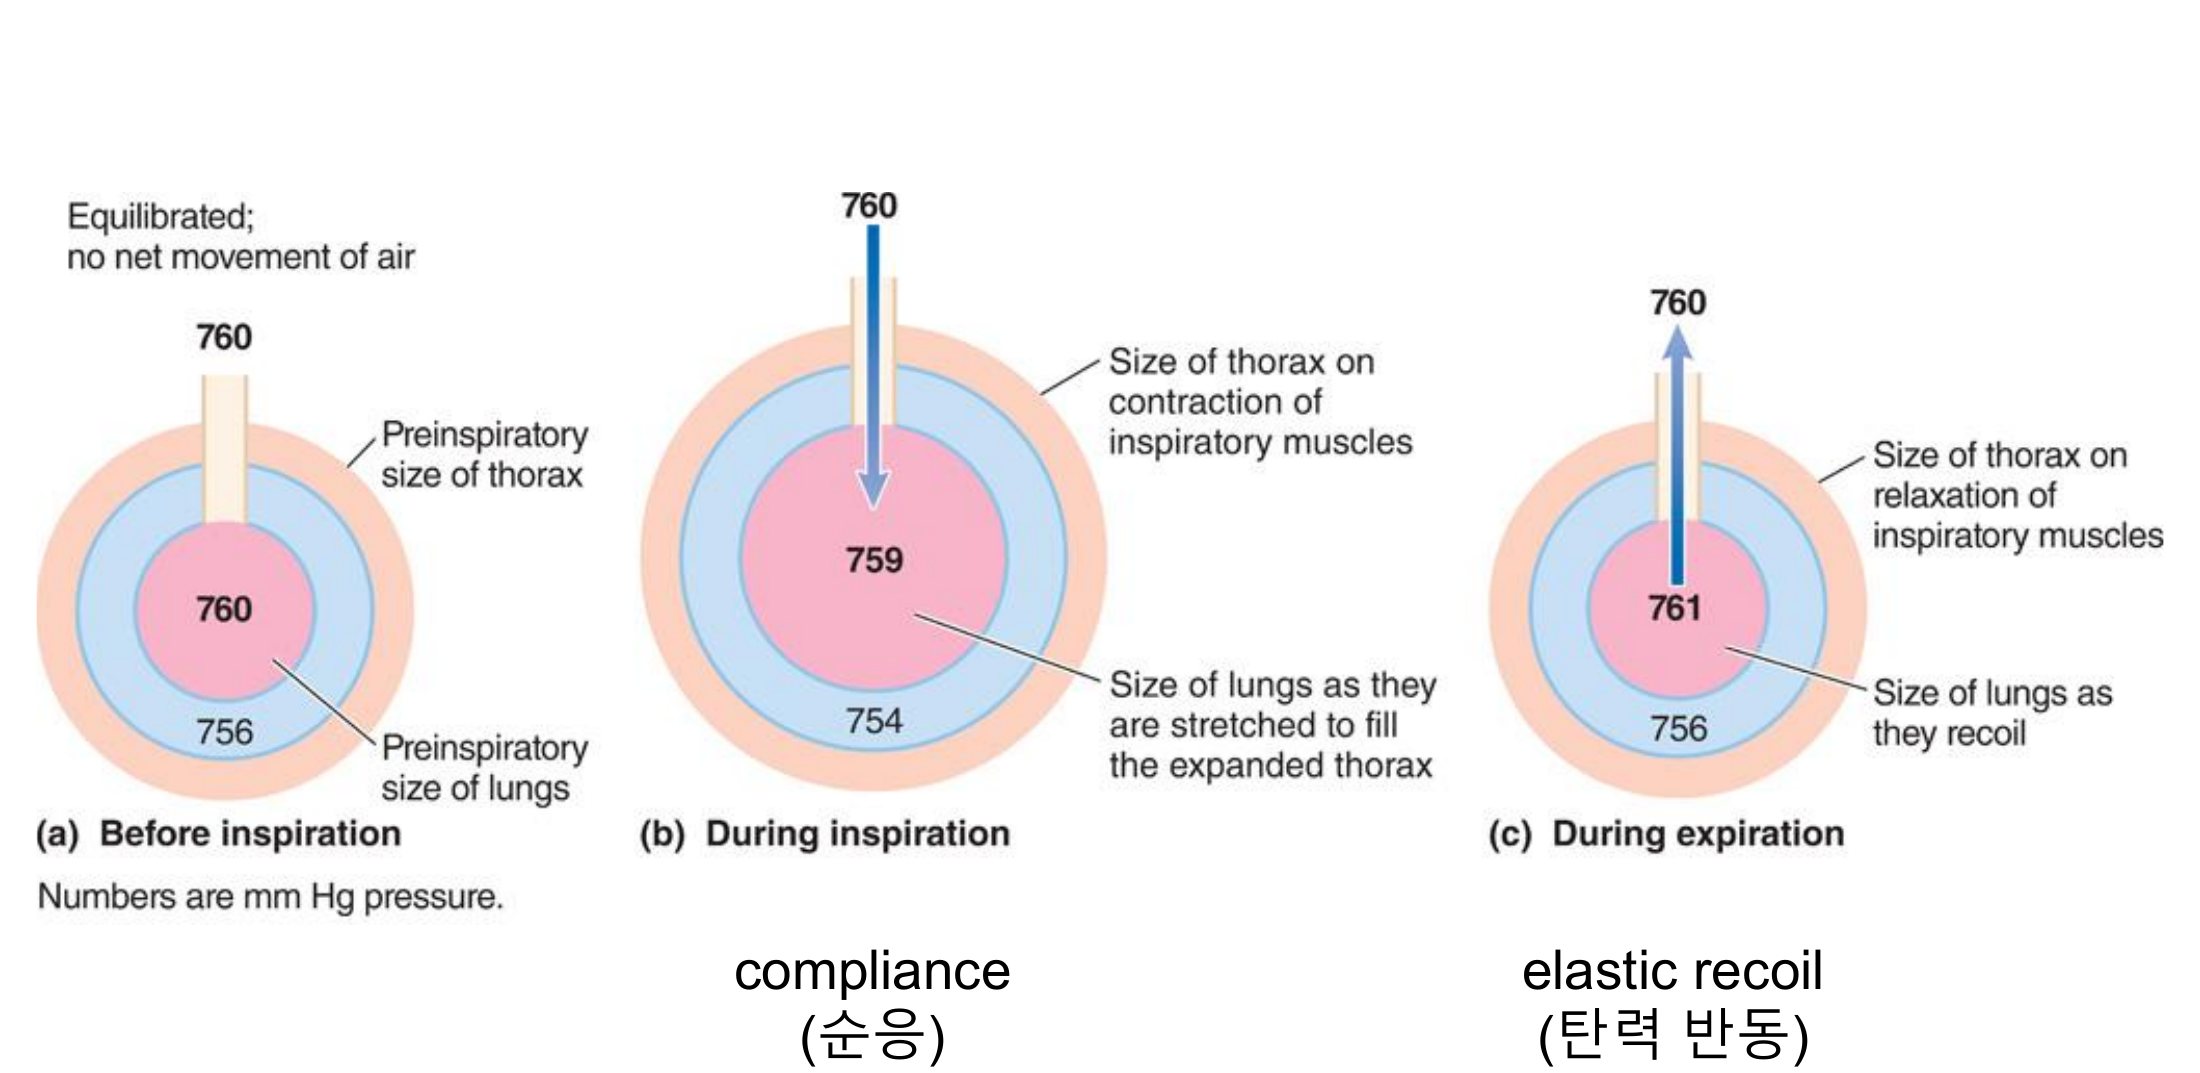 Equilibrated;
no net movement of air
760
Preinspiratory
size of thorax
760
756
Preinspiratory
size of lungs
(a) Before inspiration
Numbers are mm Hg pressure.
760
Size of thorax on
contraction of
inspiratory muscles
759
754
Size of lungs as they
are stretched to fill
the expanded thorax
(b) During inspiration
compliance
(순응)
760
Size of thorax on
relaxation of
inspiratory muscles
761
756
Size of lungs as
they recoil
(c) During expiration
elastic recoil
(탄력 반동)